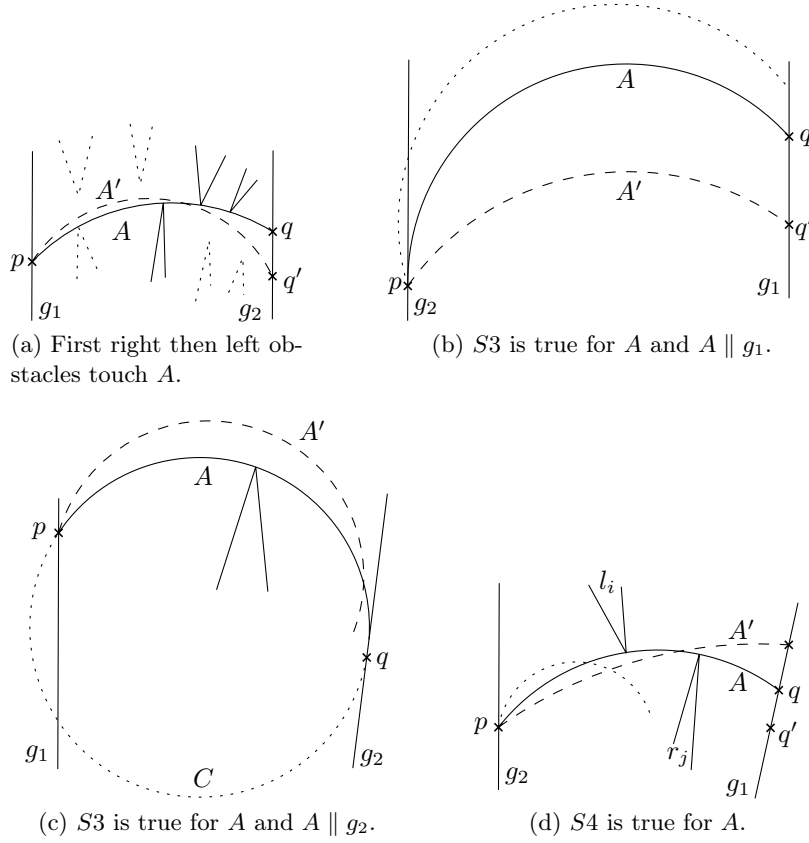 A
q
A′
A′
A
q
p
q′
q′
p
g₁
g₂
g₂
g₁
(a) First right then left ob-
stacles touch A.
(b) S3 is true for A and A ∥ g₁.
A′
A
p
lᵢ
A′
q
A
q
p
q′
g₁
g₂
rⱼ
g₂
g₁
C
(c) S3 is true for A and A ∥ g₂.
(d) S4 is true for A.